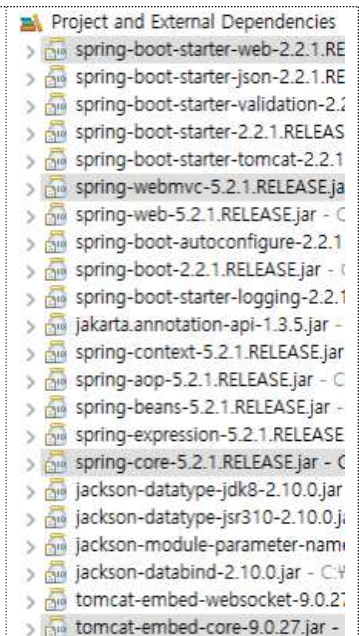 Project and External Dependencies
spring-boot-starter-web-2.2.1.RE
spring-boot-starter-json-2.2.1.RE
spring-boot-starter-validation-2.2
spring-boot-starter-2.2.1.RELEAS
spring-boot-starter-tomcat-2.2.1
spring-webmvc-5.2.1.RELEASE.ja
spring-web-5.2.1.RELEASE.jar - C
spring-boot-autoconfigure-2.2.1
spring-boot-2.2.1.RELEASE.jar -
spring-boot-starter-logging-2.2.1
jakarta.annotation-api-1.3.5.jar -
spring-context-5.2.1.RELEASE.jar
spring-aop-5.2.1.RELEASE.jar - C
spring-beans-5.2.1.RELEASE.jar -
spring-expression-5.2.1.RELEASE
spring-core-5.2.1.RELEASE.jar - C
jackson-datatype-jdk8-2.10.0.jar
jackson-datatype-jsr310-2.10.0.ja
jackson-module-parameter-name
jackson-databind-2.10.0.jar - C:₩
tomcat-embed-websocket-9.0.27
tomcat-embed-core-9.0.27.jar -